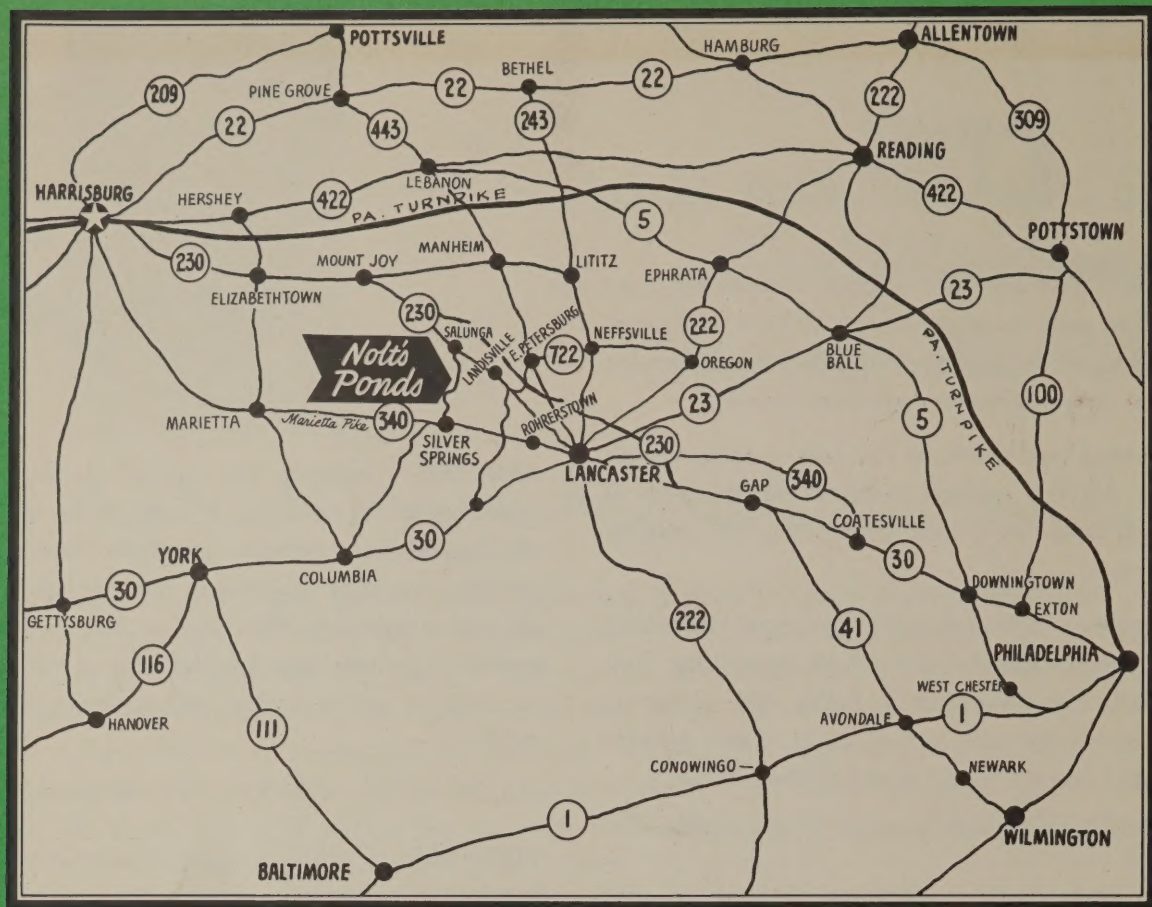 POTTSVILLE
ALLENTOWN
HAMBURG
BETHEL
22
22
209
PINE GROVE
222
22
243
309
443
READING
HARRISBURG
LEBANON
HERSHEY
422
PA. TURNPIKE
422
5
POTTSTOWN
MANHEIM
230
MOUNT JOY
LITITZ
EPHRATA
ELIZABETHTOWN
23
230
SALUNGA
LANDISVILLE
E. PETERSBURG
NEFFSVILLE
222
722
OREGON
BLUE
BALL
PA. TURNPIKE
Nolt's
Ponds
MARIETTA
Marietta Pike
340
SILVER
SPRINGS
ROHRERSTOWN
23
5
100
230
LANCASTER
340
GAP
COATESVILLE
30
30
YORK
COLUMBIA
30
GETTYSBURG
DOWNINGTOWN
EXTON
222
41
116
PHILADELPHIA
WEST CHESTER
HANOVER
111
AVONDALE
1
CONOWINGO
NEWARK
1
WILMINGTON
BALTIMORE